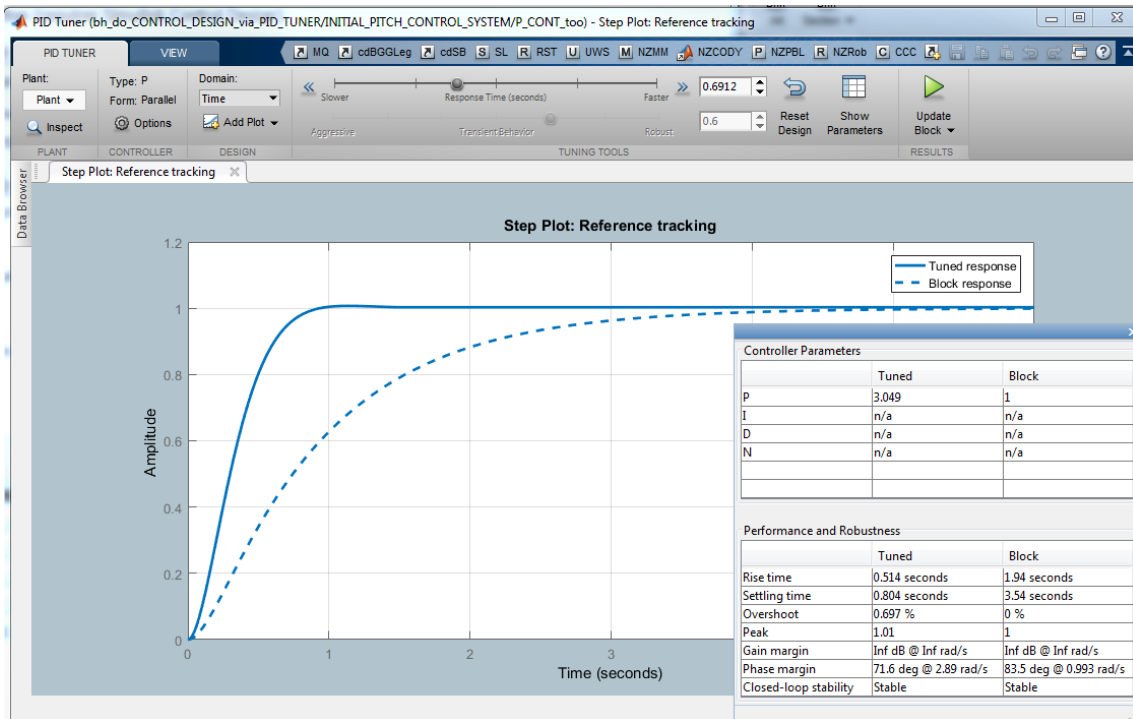 PID Tuner (bh_do_CONTROL_DESIGN_via_PID_TUNER/INITIAL_PITCH_CONTROL_SYSTEM/P_CONT_too) - Step Plot: Reference tracking
PID TUNER VIEW MQ cdBGGLeg cdSB S SL R RST U UWS M NZMM NZCODY P NZPBL R NZRob C CCC
Plant: Type: P Domain:
Plant Form: Parallel Time Slower Response Time (seconds) Faster 0.6912
Inspect Options Add Plot Aggressive Transient Behavior Robust 0.6 Reset Design Show Parameters Update Block
PLANT CONTROLLER DESIGN TUNING TOOLS RESULTS
Data Browser
Step Plot: Reference tracking
Step Plot: Reference tracking
Tuned response
Block response
Amplitude
1.2
1
0.8
0.6
0.4
0.2
0
0 1 2 3
Time (seconds)
Controller Parameters
Tuned Block
P 3.049 1
I n/a n/a
D n/a n/a
N n/a n/a
Performance and Robustness
Tuned Block
Rise time 0.514 seconds 1.94 seconds
Settling time 0.804 seconds 3.54 seconds
Overshoot 0.697 % 0 %
Peak 1.01 1
Gain margin Inf dB @ Inf rad/s Inf dB @ Inf rad/s
Phase margin 71.6 deg @ 2.89 rad/s 83.5 deg @ 0.993 rad/s
Closed-loop stability Stable Stable